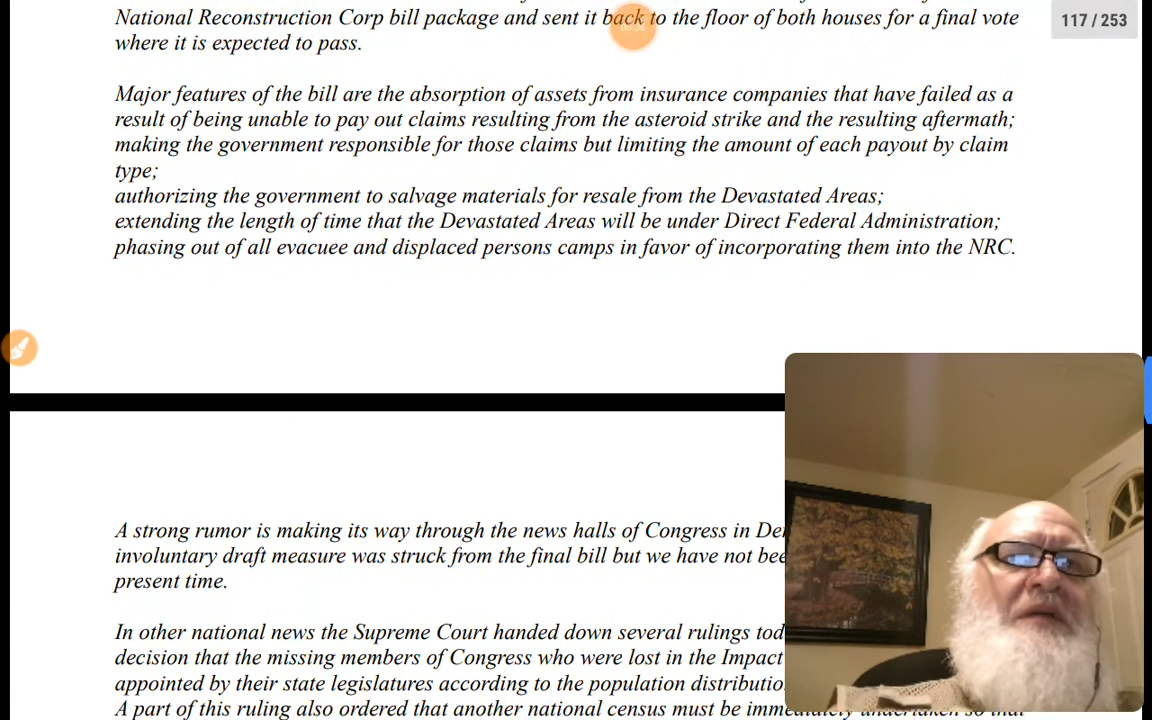 National Reconstruction Corp bill package and sent it back to the floor of both houses for a final vote
117 / 253
where it is expected to pass.
Major features of the bill are the absorption of assets from insurance companies that have failed as a
result of being unable to pay out claims resulting from the asteroid strike and the resulting aftermath;
making the government responsible for those claims but limiting the amount of each payout by claim
type;
authorizing the government to salvage materials for resale from the Devastated Areas;
extending the length of time that the Devastated Areas will be under Direct Federal Administration;
phasing out of all evacuee and displaced persons camps in favor of incorporating them into the NRC.
A strong rumor is making its way through the news halls of Congress in
involuntary draft measure was struck from the final bill but we have not
present time.
In other national news the Supreme Court handed down several rulings
decision that the missing members of Congress who were lost in the Impact
appointed by their state legislatures according to the population
A part of this ruling also ordered that another national census must be immediately undertaken so that